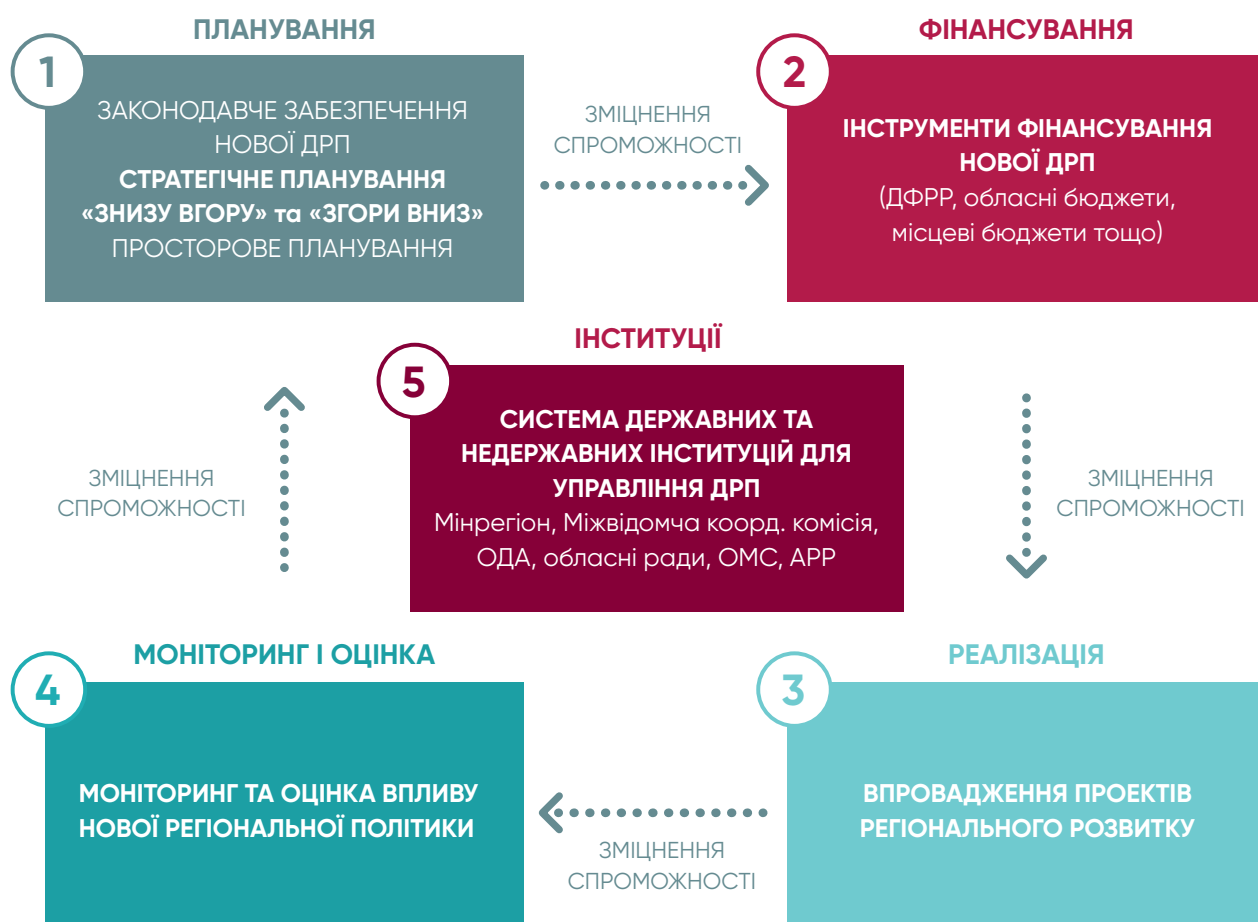 ПЛАНУВАННЯ
1
ЗАКОНОДАВЧЕ ЗАБЕЗПЕЧЕННЯ
НОВОЇ ДРП
СТРАТЕГІЧНЕ ПЛАНУВАННЯ
«ЗНИЗУ ВГОРУ» та «ЗГОРИ ВНИЗ»
ПРОСТОРОВЕ ПЛАНУВАННЯ
ЗМІЦНЕННЯ
СПРОМОЖНОСТІ
ФІНАНСУВАННЯ
2
ІНСТРУМЕНТИ ФІНАНСУВАННЯ
НОВОЇ ДРП
(ДФРР, обласні бюджети,
місцеві бюджети тощо)
ІНСТИТУЦІЇ
5
СИСТЕМА ДЕРЖАВНИХ ТА
НЕДЕРЖАВНИХ ІНСТИТУЦІЙ ДЛЯ
УПРАВЛІННЯ ДРП
Мінрегіон, Міжвідомча коорд. комісія,
ОДА, обласні ради, ОМС, АРР
ЗМІЦНЕННЯ
СПРОМОЖНОСТІ
ЗМІЦНЕННЯ
СПРОМОЖНОСТІ
МОНІТОРИНГ І ОЦІНКА
4
МОНІТОРИНГ ТА ОЦІНКА ВПЛИВУ
НОВОЇ РЕГІОНАЛЬНОЇ ПОЛІТИКИ
ЗМІЦНЕННЯ
СПРОМОЖНОСТІ
РЕАЛІЗАЦІЯ
3
ВПРОВАДЖЕННЯ ПРОЕКТІВ
РЕГІОНАЛЬНОГО РОЗВИТКУ